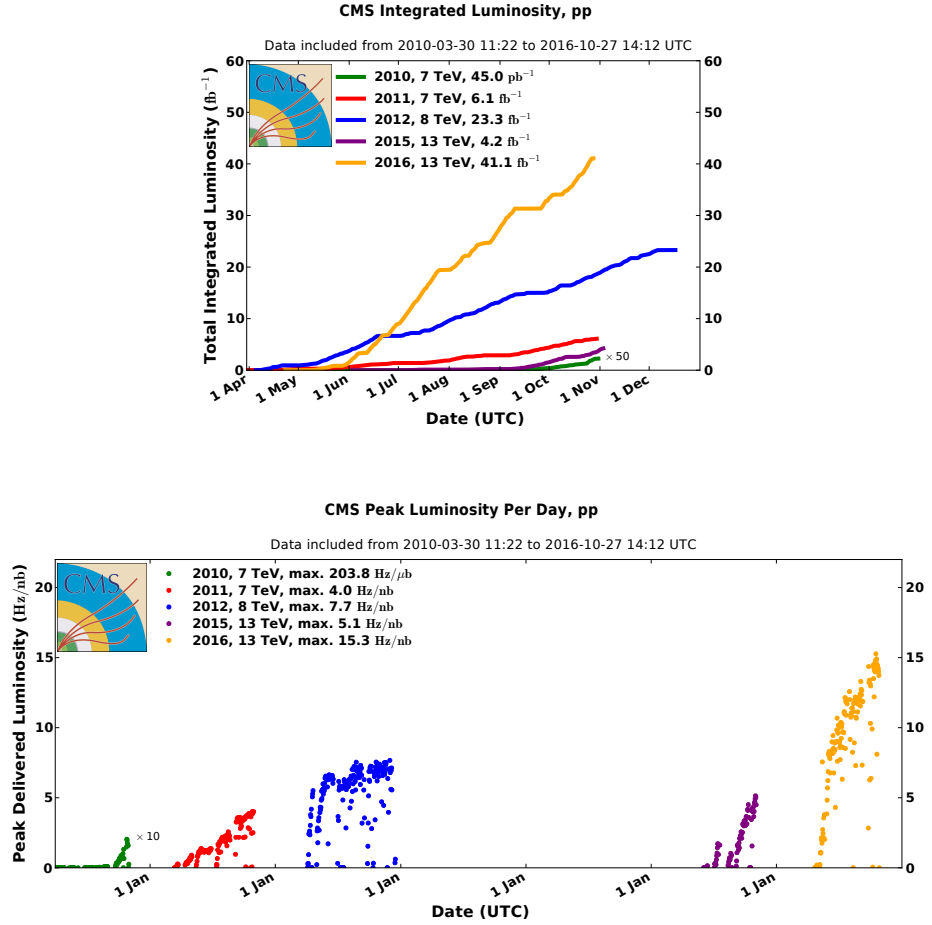 CMS Integrated Luminosity, pp
Data included from 2010-03-30 11:22 to 2016-10-27 14:12 UTC
CMS
2010, 7 TeV, 45.0 pb⁻¹
2011, 7 TeV, 6.1 fb⁻¹
2012, 8 TeV, 23.3 fb⁻¹
2015, 13 TeV, 4.2 fb⁻¹
2016, 13 TeV, 41.1 fb⁻¹
Total Integrated Luminosity (fb⁻¹)
60 60
50 50
40 40
30 30
20 20
10 10
0 0
× 50
1 Apr 1 May 1 Jun 1 Jul 1 Aug 1 Sep 1 Oct 1 Nov 1 Dec
Date (UTC)
CMS Peak Luminosity Per Day, pp
Data included from 2010-03-30 11:22 to 2016-10-27 14:12 UTC
CMS
2010, 7 TeV, max. 203.8 Hz/μb
2011, 7 TeV, max. 4.0 Hz/nb
2012, 8 TeV, max. 7.7 Hz/nb
2015, 13 TeV, max. 5.1 Hz/nb
2016, 13 TeV, max. 15.3 Hz/nb
Peak Delivered Luminosity (Hz/nb)
20 20
15 15
10 10
5 5
0 0
× 10
1 Jan 1 Jan 1 Jan 1 Jan 1 Jan 1 Jan
Date (UTC)